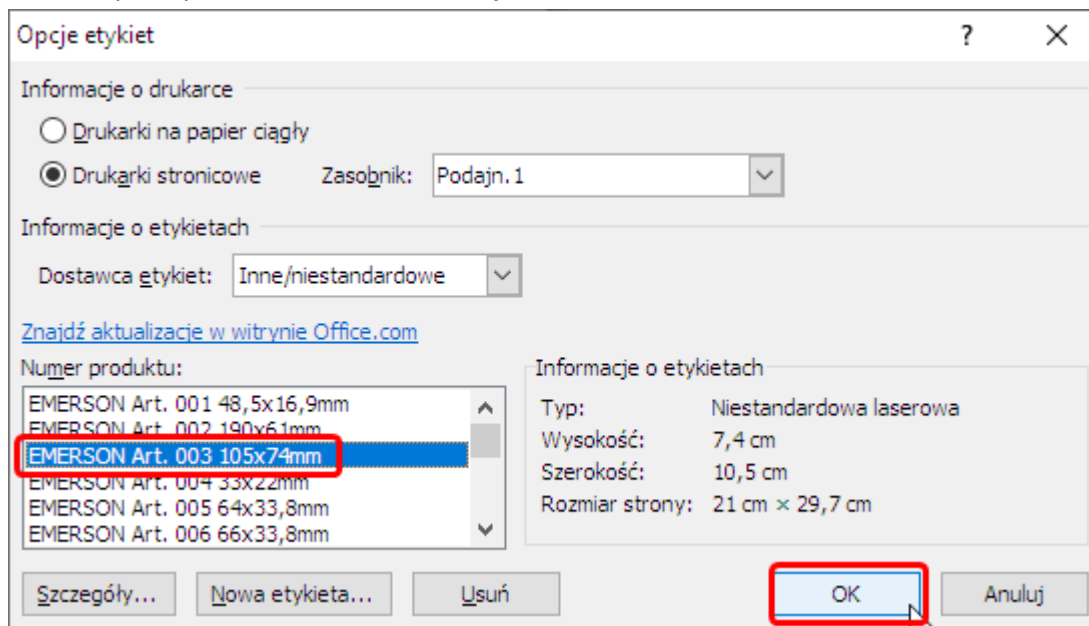 Opcje etykiet ?
Informacje o drukarce
Drukarki na papier ciągły
Drukarki stronicowe Zasobnik: Podajn.1
Informacje o etykietach
Dostawca etykiet: Inne/niestandardowe
Znajdź aktualizacje w witrynie Office.com
Numer produktu:
EMERSON Art. 001 48,5x16,9mm
EMERSON Art. 002 190x61mm
EMERSON Art. 003 105x74mm
EMERSON Art. 004 33x22mm
EMERSON Art. 005 64x33,8mm
EMERSON Art. 006 66x33,8mm
Informacje o etykietach
Typ: Niestandardowa laserowa
Wysokość: 7,4 cm
Szerokość: 10,5 cm
Rozmiar strony: 21 cm × 29,7 cm
Szczegóły... Nowa etykieta... Usuń OK Anuluj